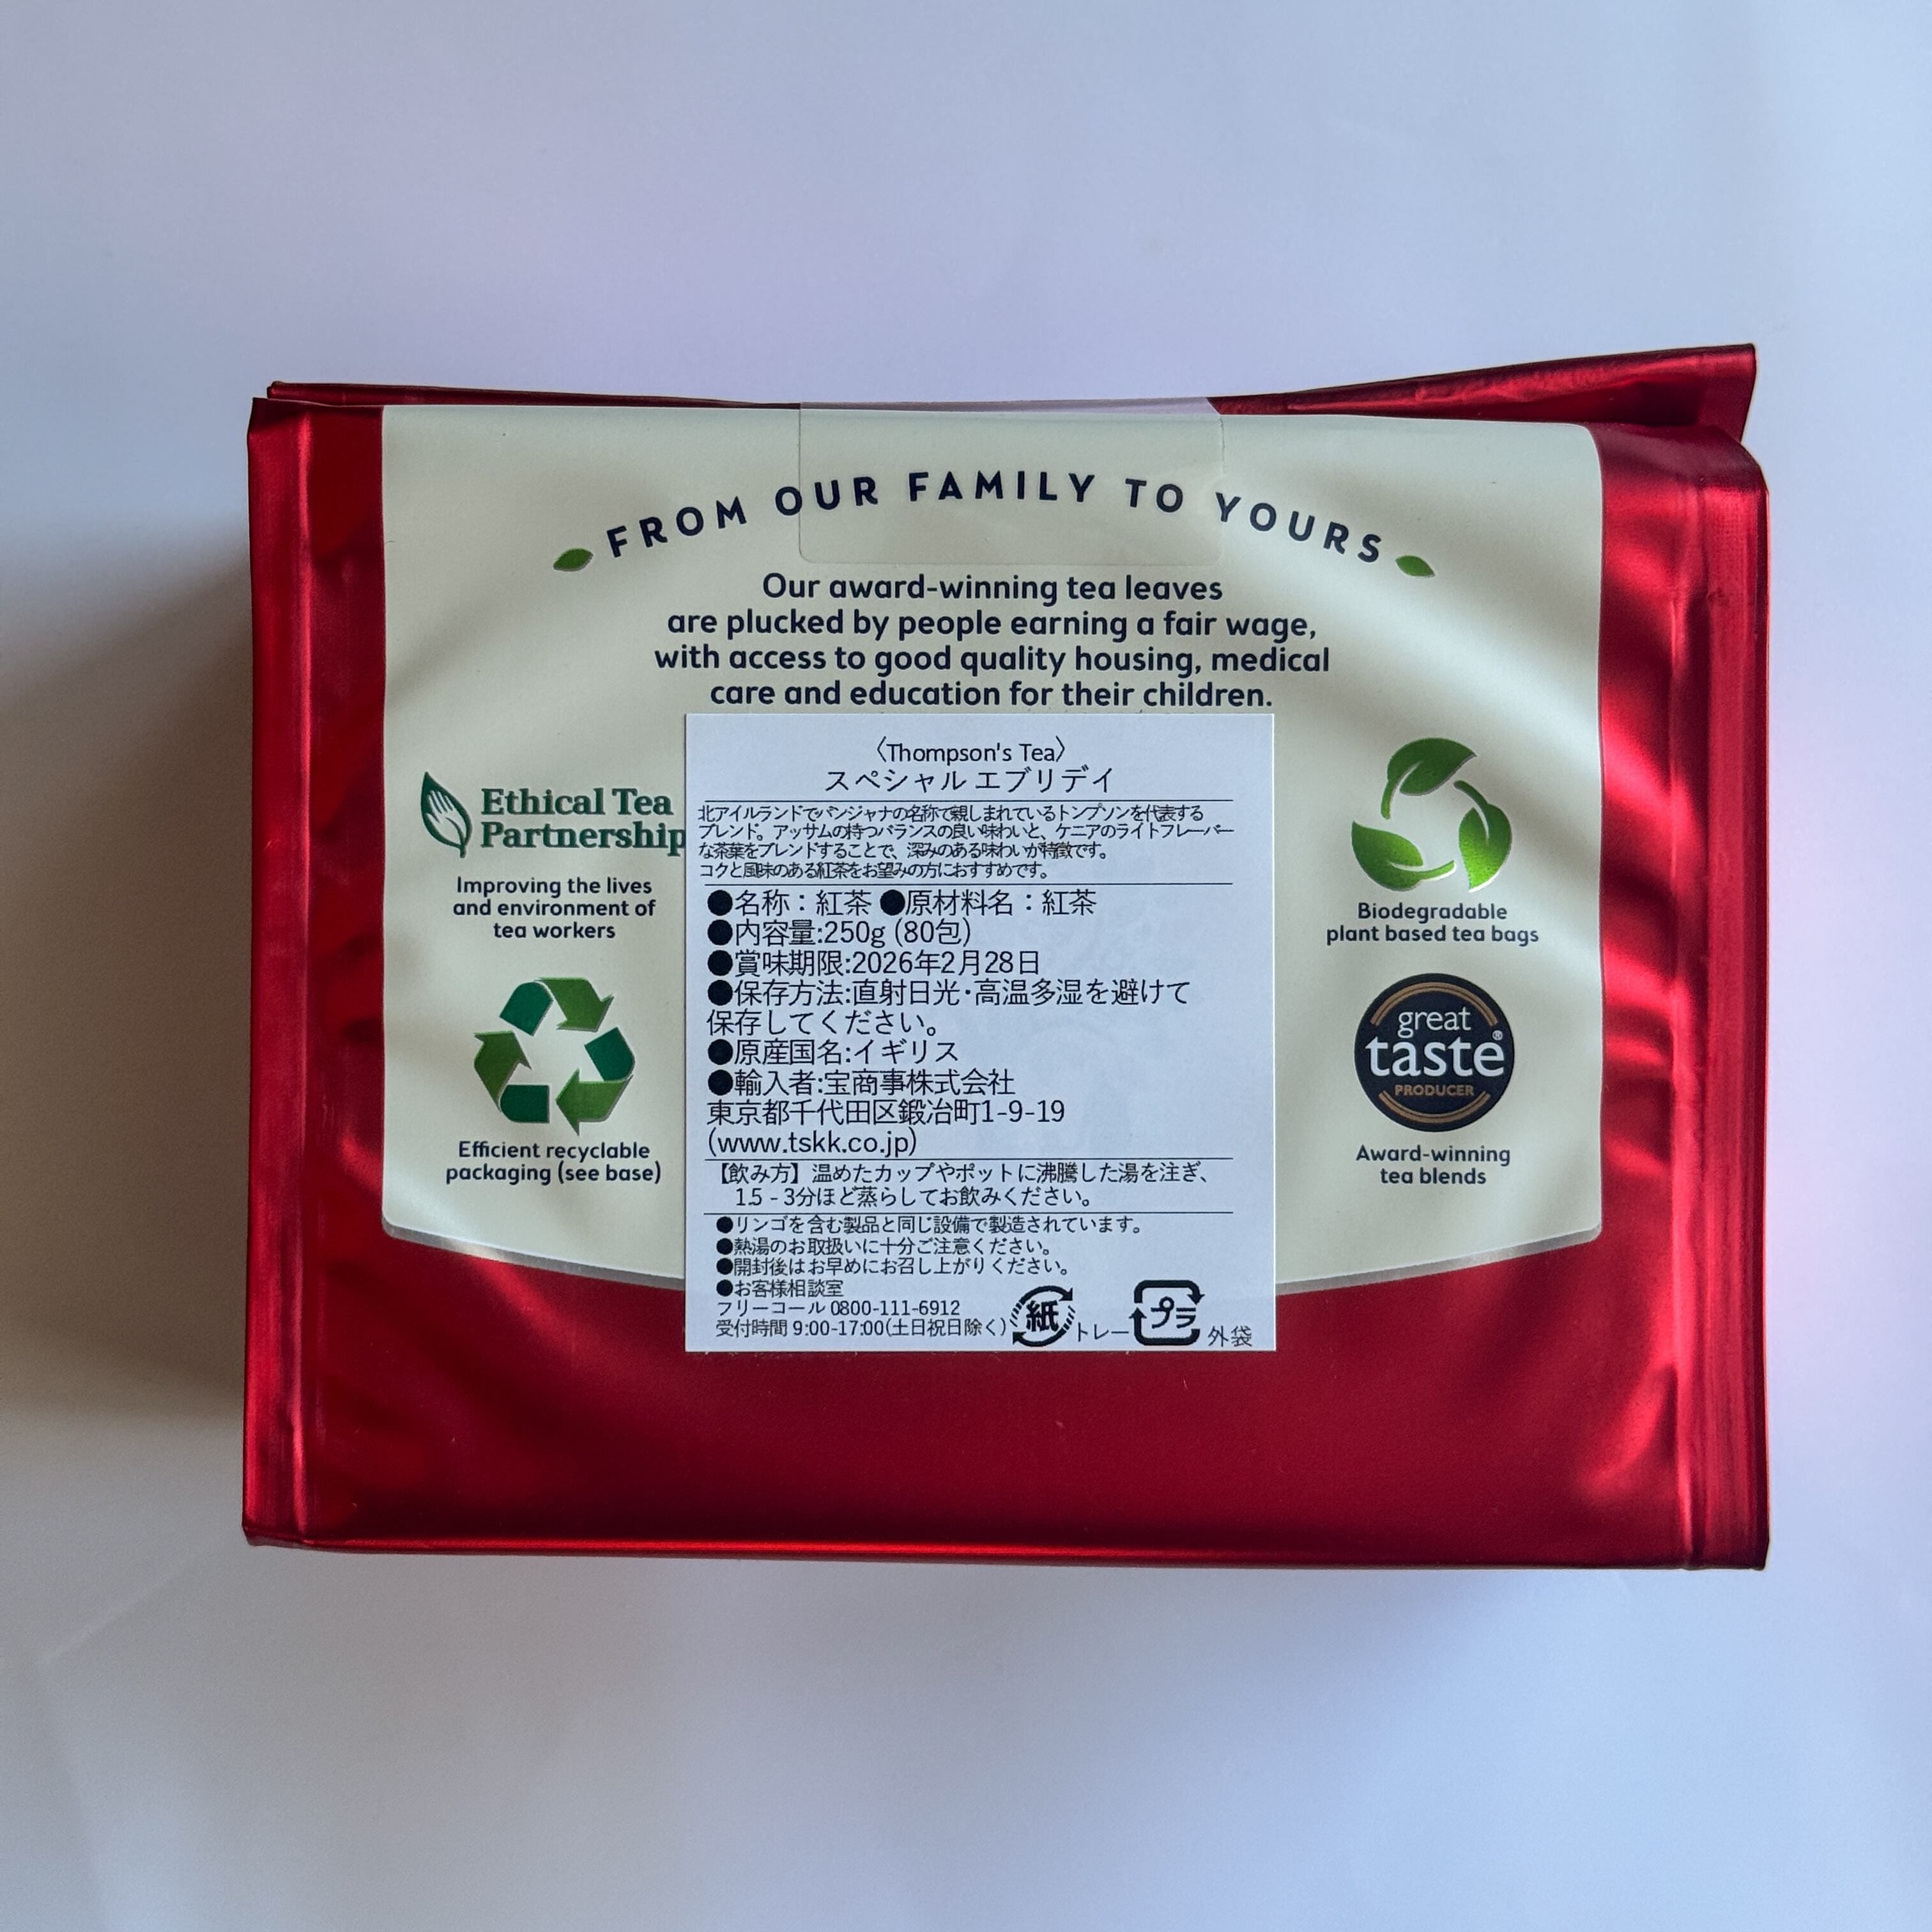 FROM OUR FAMILY TO YOURS
Our award-winning tea leaves
are plucked by people earning a fair wage,
with access to good quality housing, medical
care and education for their children.
Ethical Tea
Partnership
Improving the lives
and environment of
tea workers
Efficient recyclable
packaging (see base)
〈Thompson's Tea〉
スペシャル エブリデイ
北アイルランドでパンジャナの名称で親しまれているトンプソンを代表する
ブレンド。アッサムの持つバランスの良い味わいと、ケニアのライトフレーバー
な茶葉をブレンドすることで、深みのある味わいが特徴です。
コクと風味のある紅茶をお望みの方におすすめです。
●名称：紅茶 ●原材料名：紅茶
●内容量:250g (80包)
●賞味期限:2026年2月28日
●保存方法:直射日光･高温多湿を避けて
保存してください。
●原産国名:イギリス
●輸入者:宝商事株式会社
東京都千代田区鍛冶町1-9-19
(www.tskk.co.jp)
【飲み方】温めたカップやポットに沸騰した湯を注ぎ、
1.5 - 3分ほど蒸らしてお飲みください。
●リンゴを含む製品と同じ設備で製造されています。
●熱湯のお取扱いに十分ご注意ください。
●開封後はお早めにお召し上がりください。
●お客様相談室
フリーコール 0800-111-6912
受付時間 9:00-17:00(土日祝日除く)
紙 トレー プラ 外袋
Biodegradable
plant based tea bags
great
taste®
PRODUCER
Award-winning
tea blends